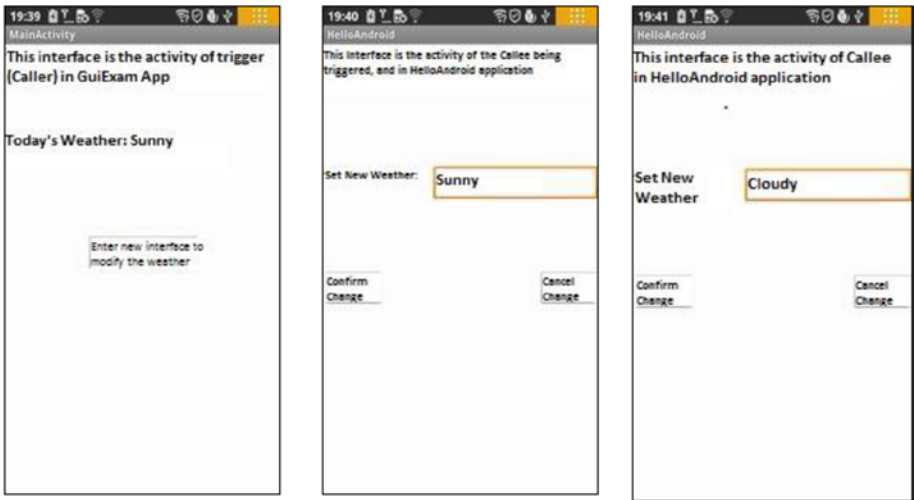 19:39
MainActivity
This interface is the activity of trigger
(Caller) in GuiExam App
Today's Weather: Sunny
Enter new interface to
modify the weather
19:40
HelloAndroid
This Interface is the activity of the Callee being
triggered, and in HelloAndroid application
Set New Weather:
Sunny
Confirm
Change
Cancel
Change
19:41
HelloAndroid
This interface is the activity of Callee
in HelloAndroid application
Set New
Weather
Cloudy
Confirm
Change
Cancel
Change